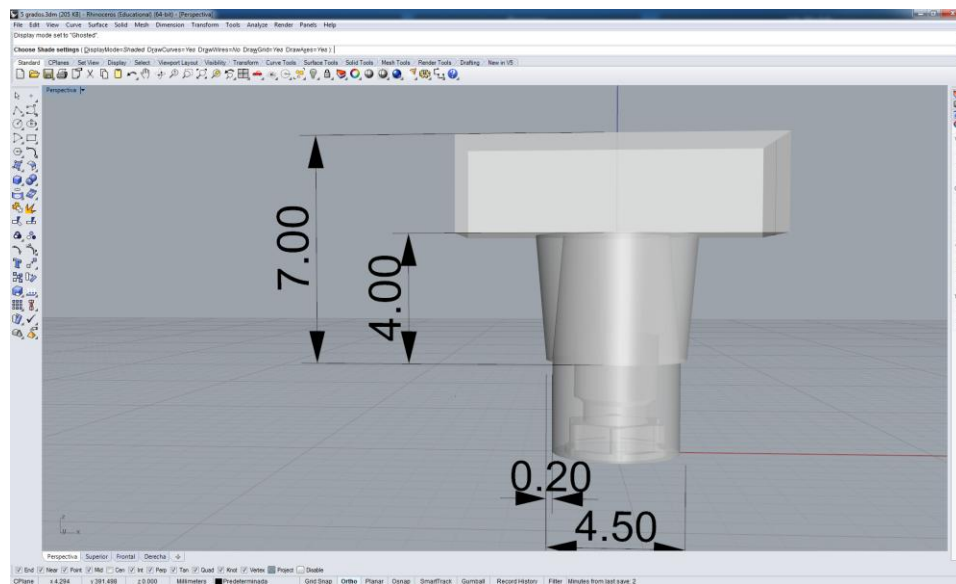 5 grados.3dm (205 KB) - Rhinoceros (Educational) (64-bit) - [Perspectiva]
File Edit View Curve Surface Solid Mesh Dimension Transform Tools Analyze Render Panels Help
Display mode set to "Ghosted".
Choose Shade settings ( DisplayMode=Shaded DrawCurves=Yes DrawWires=No DrawGrid=Yes DrawAxes=Yes ):
Standard CPlanes Set View Display Select Viewport Layout Visibility Transform Curve Tools Surface Tools Solid Tools Mesh Tools Render Tools Drafting New in V5
Perspectiva
7.00
4.00
0.20
4.50
Perspectiva Superior Frontal Derecha
End Near Point Mid Cen Int Perp Tan Quad Knot Vertex Project Disable
CPlane x 4.294 y 391.498 z 0.000 Millimeters Predeterminada Grid Snap Ortho Planar Osnap SmartTrack Gumball Record History Filter Minutes from last save: 2